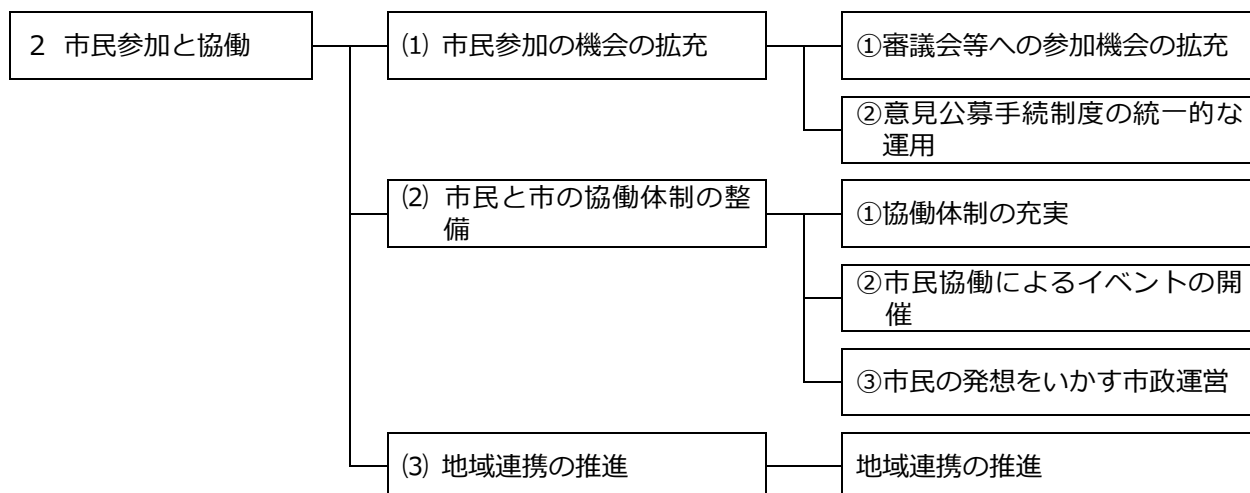 2 市民参加と協働
⑴ 市民参加の機会の拡充
①審議会等への参加機会の拡充
②意見公募手続制度の統一的な
運用
⑵ 市民と市の協働体制の整
備
①協働体制の充実
②市民協働によるイベントの開
催
③市民の発想をいかす市政運営
⑶ 地域連携の推進
地域連携の推進